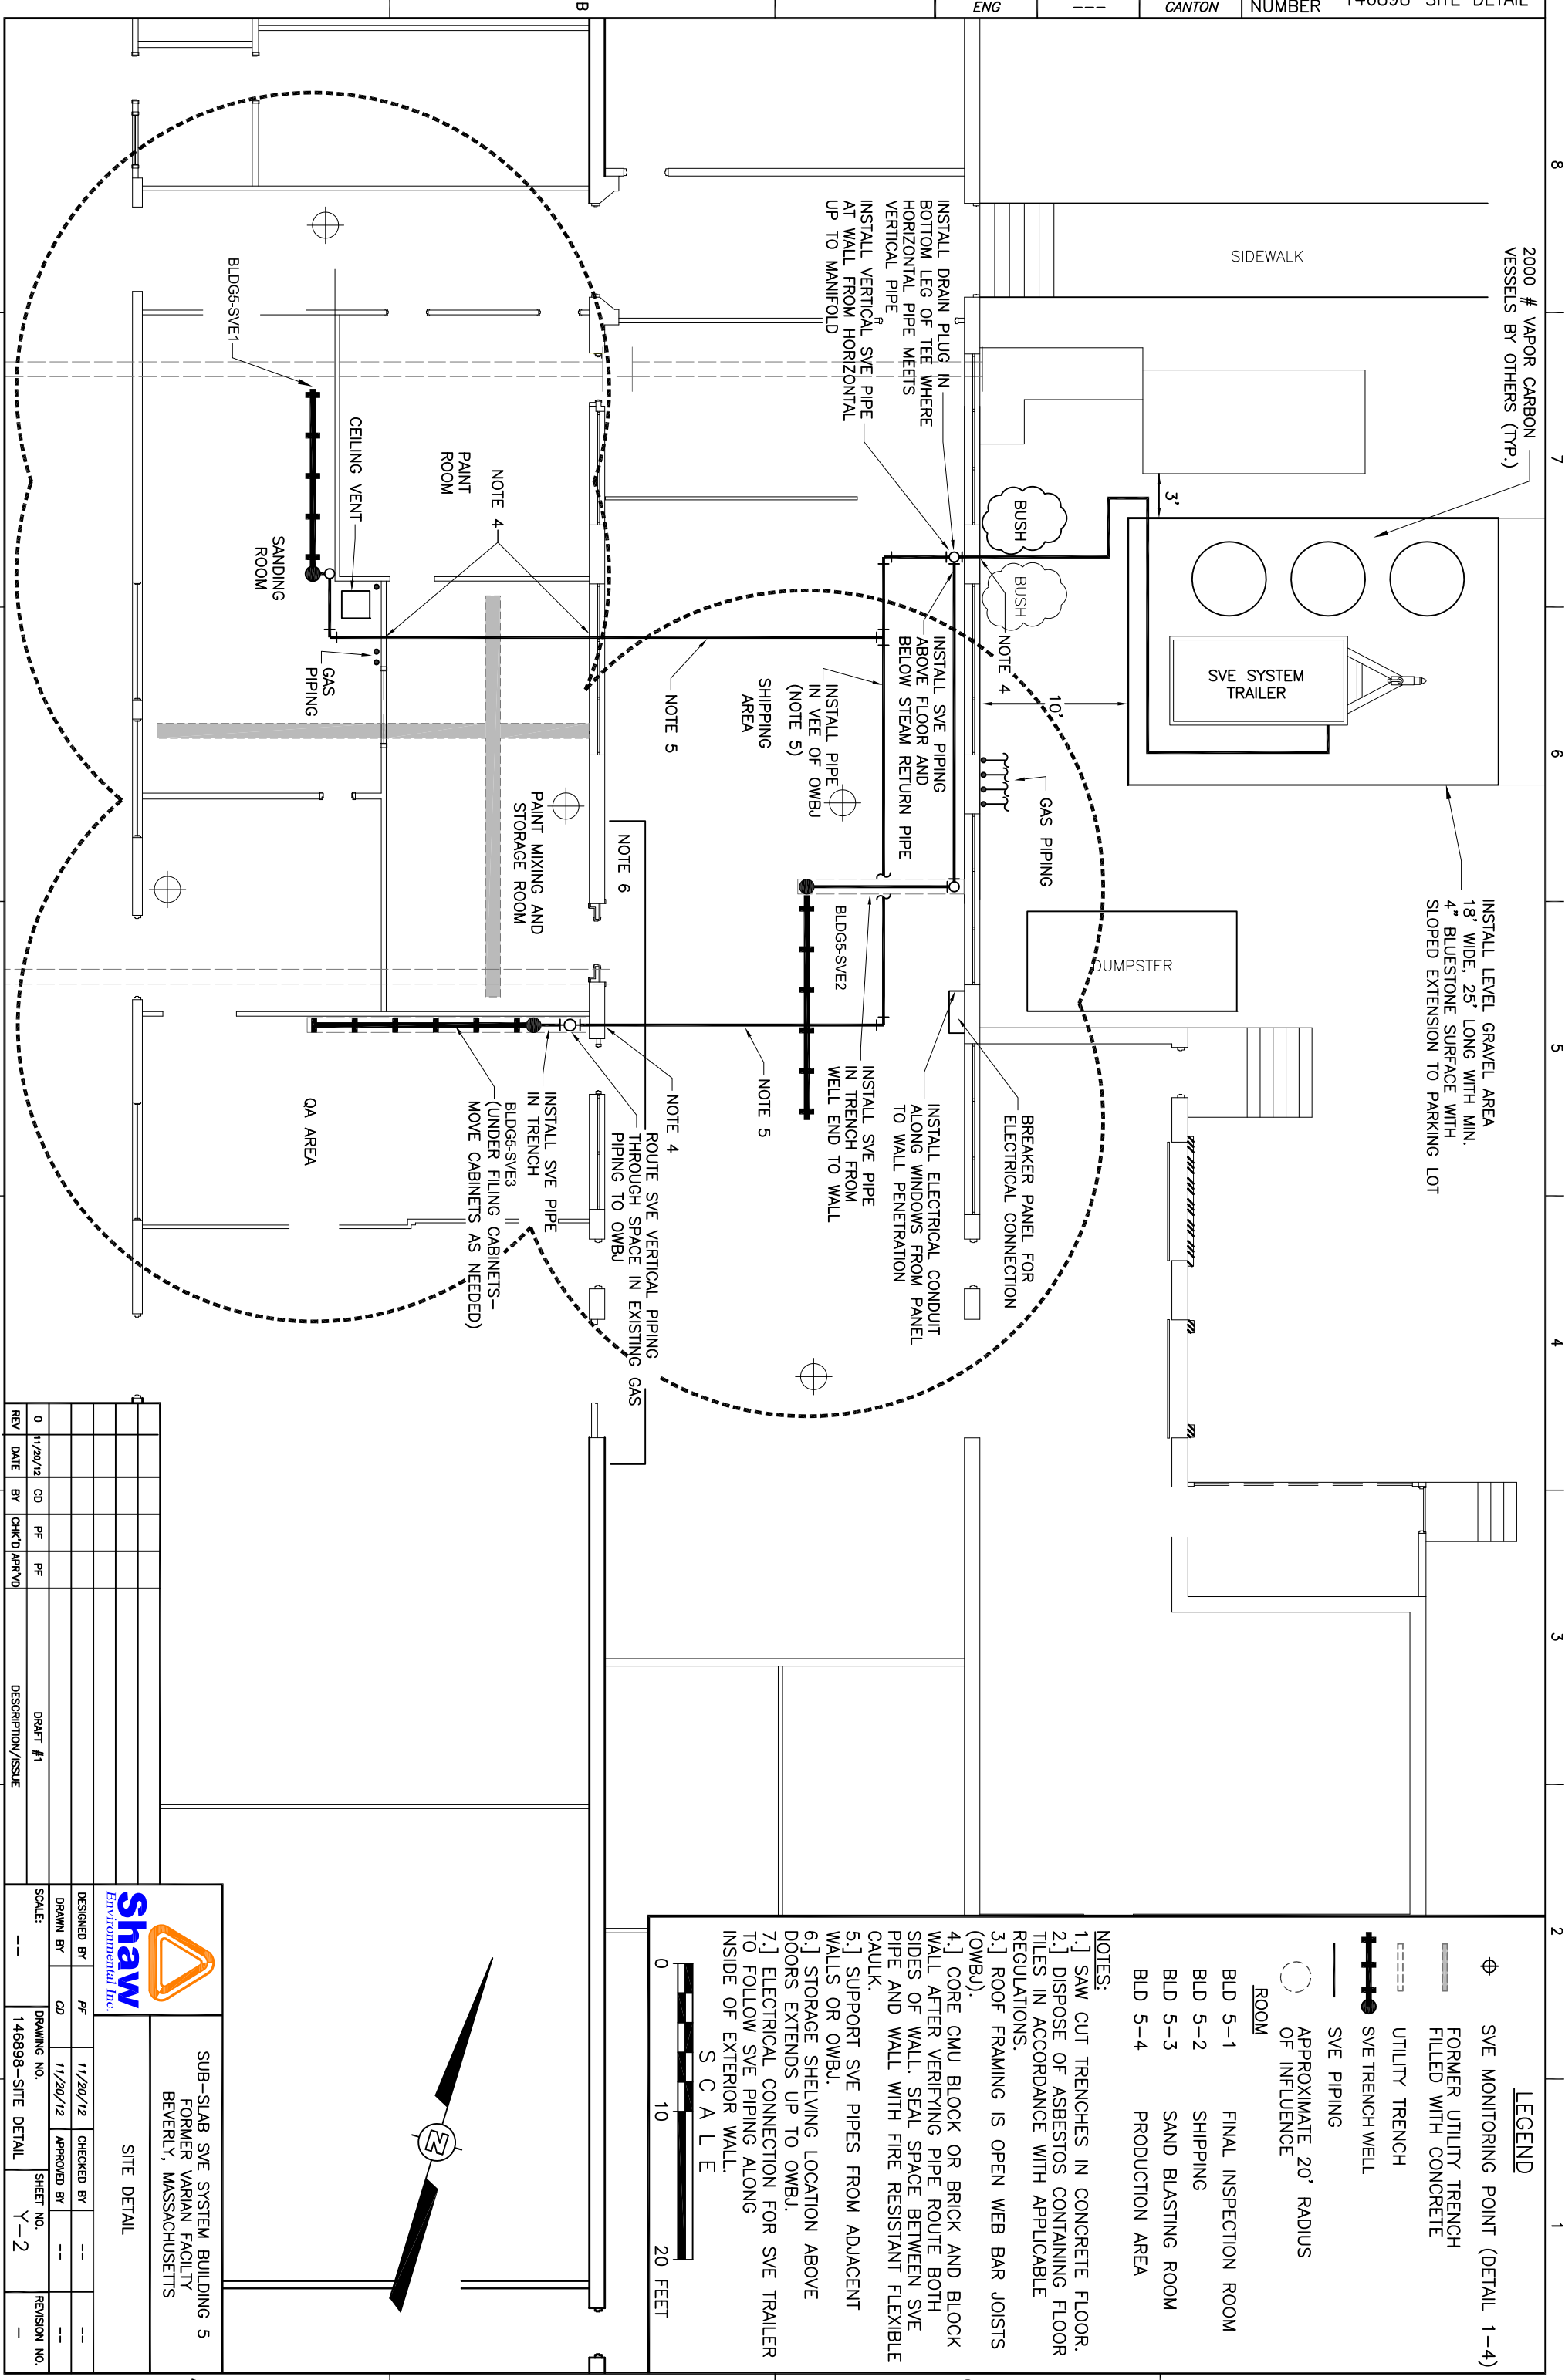 8
7
6
5
4
3
2
1
B
ENG
---
CANTON
NUMBER
146898-SITE DETAIL
2000 # VAPOR CARBON
VESSELS BY OTHERS (TYP.)
SIDEWALK
3'
SVE SYSTEM
TRAILER
10'
INSTALL LEVEL GRAVEL AREA
18' WIDE, 25' LONG WITH MIN.
4" BLUESTONE SURFACE WITH
SLOPED EXTENSION TO PARKING LOT
BUSH
BUSH
NOTE 4
GAS PIPING
DUMPSTER
INSTALL DRAIN PLUG IN
BOTTOM LEG OF TEE WHERE
HORIZONTAL PIPE MEETS
VERTICAL PIPE
INSTALL VERTICAL SVE PIPE
AT WALL FROM HORIZONTAL
UP TO MANIFOLD
INSTALL SVE PIPING
ABOVE FLOOR AND
BELOW STEAM RETURN PIPE
BREAKER PANEL FOR
ELECTRICAL CONNECTION
INSTALL ELECTRICAL CONDUIT
ALONG WINDOWS FROM PANEL
TO WALL PENETRATION
INSTALL PIPE
IN VEE OF OWBJ
(NOTE 5)
SHIPPING
AREA
BLDG5-SVE2
INSTALL SVE PIPE
IN TRENCH FROM
WELL END TO WALL
NOTE 5
NOTE 5
NOTE 6
NOTE 4
ROUTE SVE VERTICAL PIPING
THROUGH SPACE IN EXISTING GAS
PIPING TO OWBJ
NOTE 4
PAINT
ROOM
PAINT MIXING AND
STORAGE ROOM
INSTALL SVE PIPE
IN TRENCH
BLDG5-SVE3
(UNDER FILING CABINETS-
MOVE CABINETS AS NEEDED)
CEILING VENT
GAS
PIPING
QA AREA
SANDING
ROOM
BLDG5-SVE1
LEGEND
SVE MONITORING POINT (DETAIL 1-4)
FORMER UTILITY TRENCH
FILLED WITH CONCRETE
UTILITY TRENCH
SVE TRENCH WELL
SVE PIPING
APPROXIMATE 20' RADIUS
OF INFLUENCE
ROOM
BLD 5-1 FINAL INSPECTION ROOM
BLD 5-2 SHIPPING
BLD 5-3 SAND BLASTING ROOM
BLD 5-4 PRODUCTION AREA
NOTES:
1.] SAW CUT TRENCHES IN CONCRETE FLOOR.
2.] DISPOSE OF ASBESTOS CONTAINING FLOOR
TILES IN ACCORDANCE WITH APPLICABLE
REGULATIONS.
3.] ROOF FRAMING IS OPEN WEB BAR JOISTS
(OWBJ).
4.] CORE CMU BLOCK OR BRICK AND BLOCK
WALL AFTER VERIFYING PIPE ROUTE BOTH
SIDES OF WALL. SEAL SPACE BETWEEN SVE
PIPE AND WALL WITH FIRE RESISTANT FLEXIBLE
CAULK.
5.] SUPPORT SVE PIPES FROM ADJACENT
WALLS OR OWBJ.
6.] STORAGE SHELVING LOCATION ABOVE
DOORS EXTENDS UP TO OWBJ.
7.] ELECTRICAL CONNECTION FOR SVE TRAILER
TO FOLLOW SVE PIPING ALONG
INSIDE OF EXTERIOR WALL.
SCALE
0 10 20 FEET
N
0 11/20/12 CD PF PF DRAFT #1
REV DATE BY CHK'D APR'VD DESCRIPTION/ISSUE
Shaw
Environmental Inc.
SUB-SLAB SVE SYSTEM BUILDING 5
FORMER VARIAN FACILTY
BEVERLY, MASSACHUSETTS
SITE DETAIL
DESIGNED BY PF 11/20/12 CHECKED BY -- --
DRAWN BY CD 11/20/12 APPROVED BY -- --
SCALE: DRAWING NO. SHEET NO. REVISION NO.
-- 146898-SITE DETAIL Y-2 -